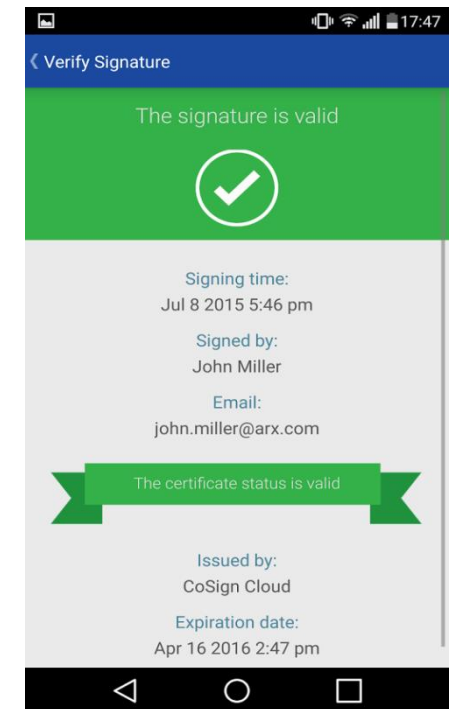 17:47
Verify Signature
The signature is valid
Signing time:
Jul 8 2015 5:46 pm
Signed by:
John Miller
Email:
john.miller@arx.com
The certificate status is valid
Issued by:
CoSign Cloud
Expiration date:
Apr 16 2016 2:47 pm